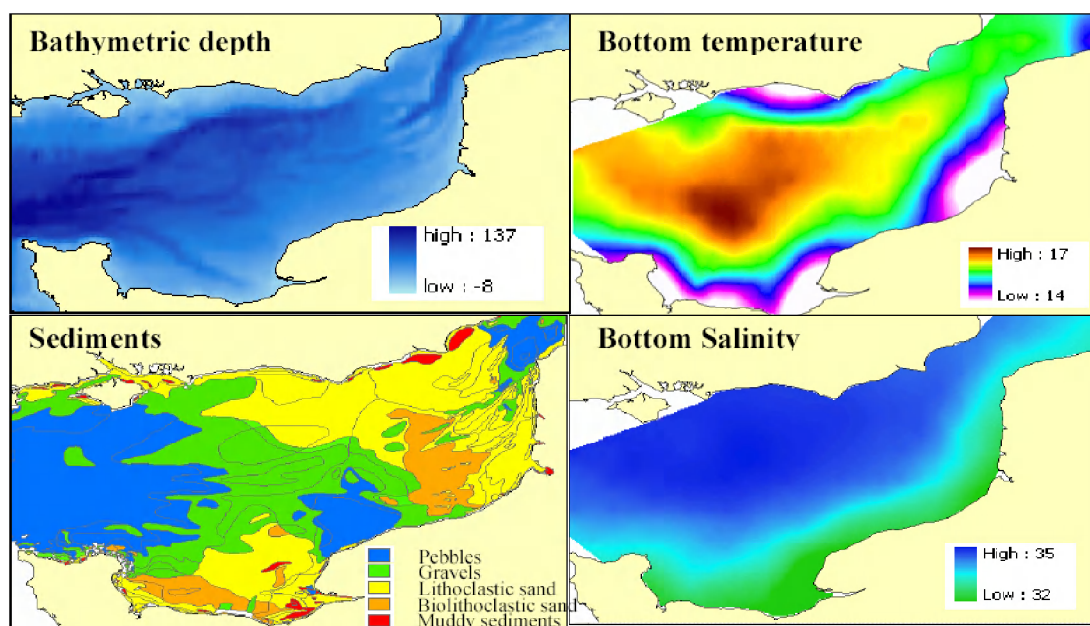 Bathymetric depth
high : 137
low : -8
Bottom temperature
High : 17
Low : 14
Sediments
Pebbles
Gravels
Lithoclastic sand
Biolithoclastic sand
Muddy sediments
Bottom Salinity
High : 35
Low : 32